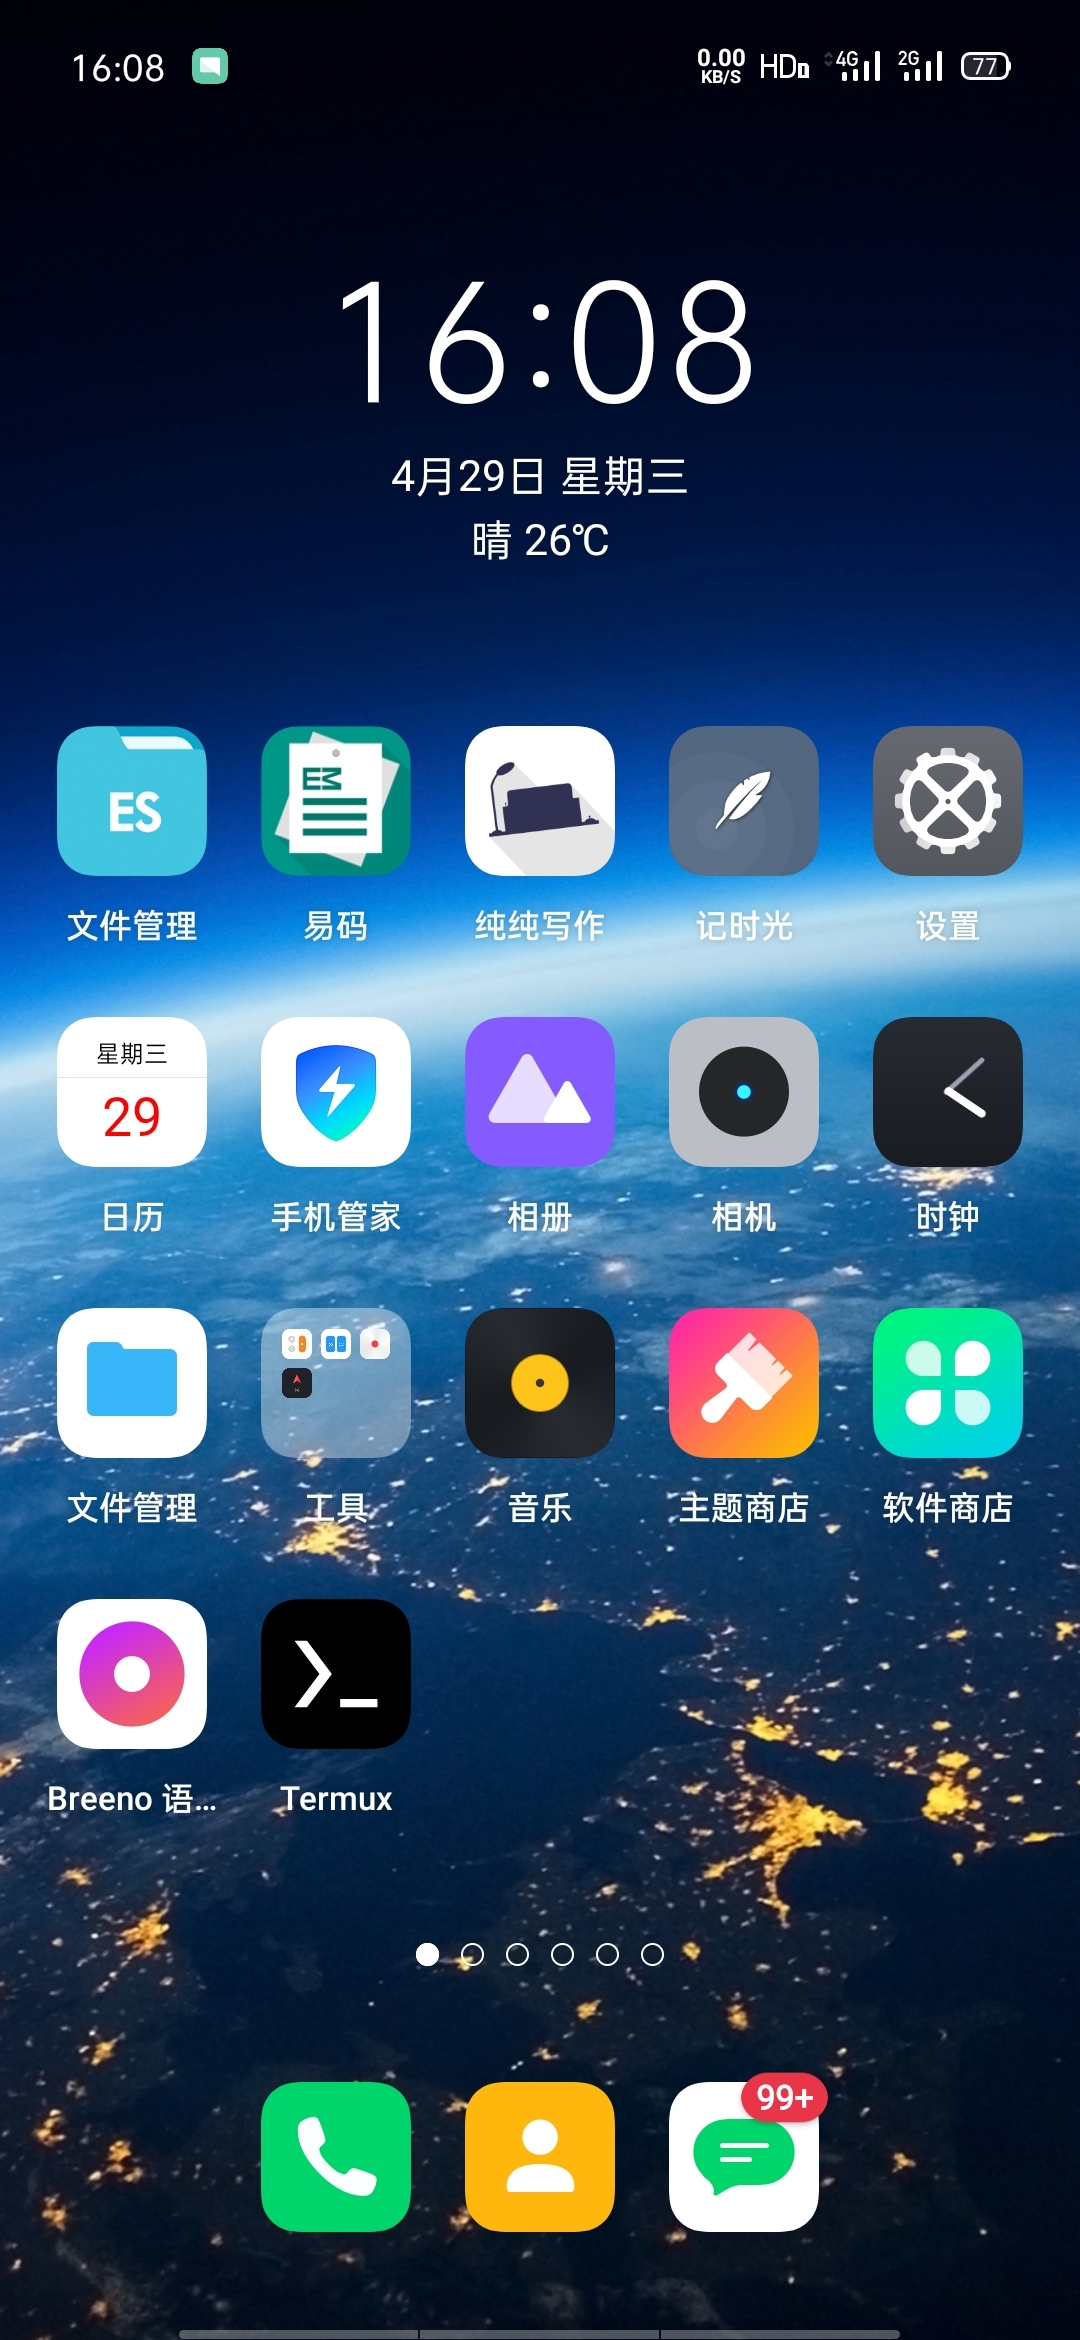 16:08
0.00
KB/S
HD
4G
2G
77
16:08
4月29日 星期三
晴 26℃
ES
EM
文件管理
易码
纯纯写作
记时光
设置
星期三
29
日历
手机管家
相册
相机
时钟
文件管理
工具
音乐
主题商店
软件商店
Breeno 语...
Termux
99+